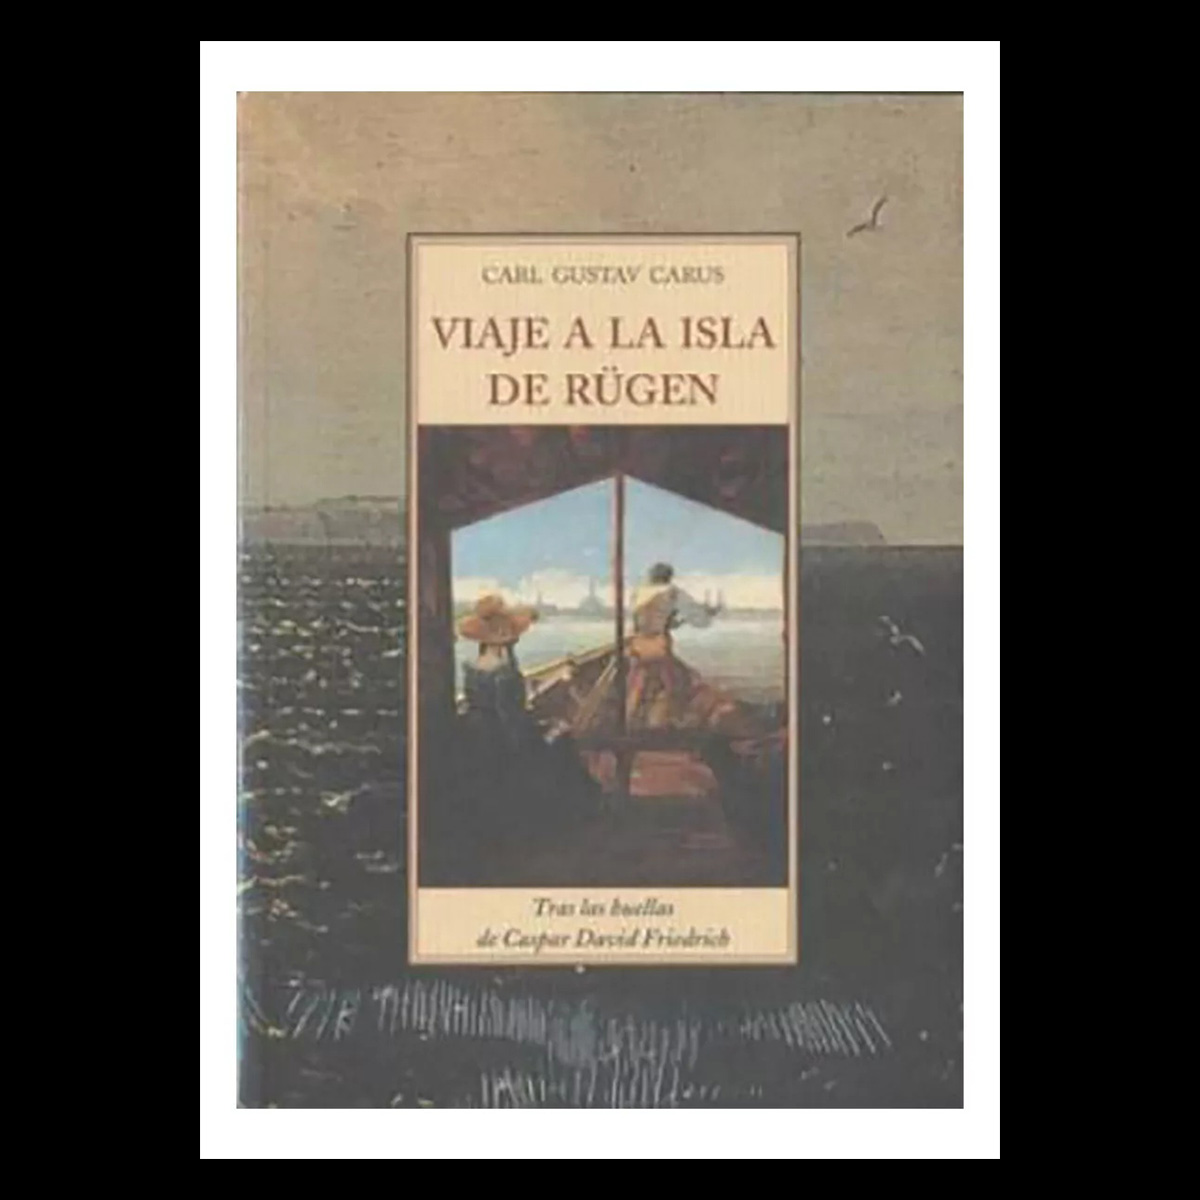 CARL GUSTAV CARUS
VIAJE A LA ISLA
DE RÜGEN
Tras las huellas
de Caspar David Friedrich